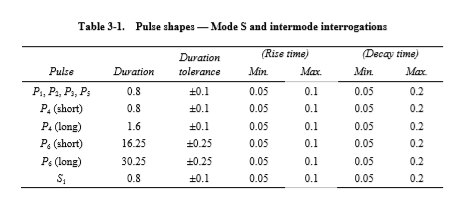 Table 3-1. Pulse shapes — Mode S and intermode interrogations
Duration (Rise time) (Decay time)
Pulse Duration tolerance Min. Max. Min. Max.
P₁, P₂, P₃, P₅ 0.8 ±0.1 0.05 0.1 0.05 0.2
P₄ (short) 0.8 ±0.1 0.05 0.1 0.05 0.2
P₄ (long) 1.6 ±0.1 0.05 0.1 0.05 0.2
P₆ (short) 16.25 ±0.25 0.05 0.1 0.05 0.2
P₆ (long) 30.25 ±0.25 0.05 0.1 0.05 0.2
S₁ 0.8 ±0.1 0.05 0.1 0.05 0.2